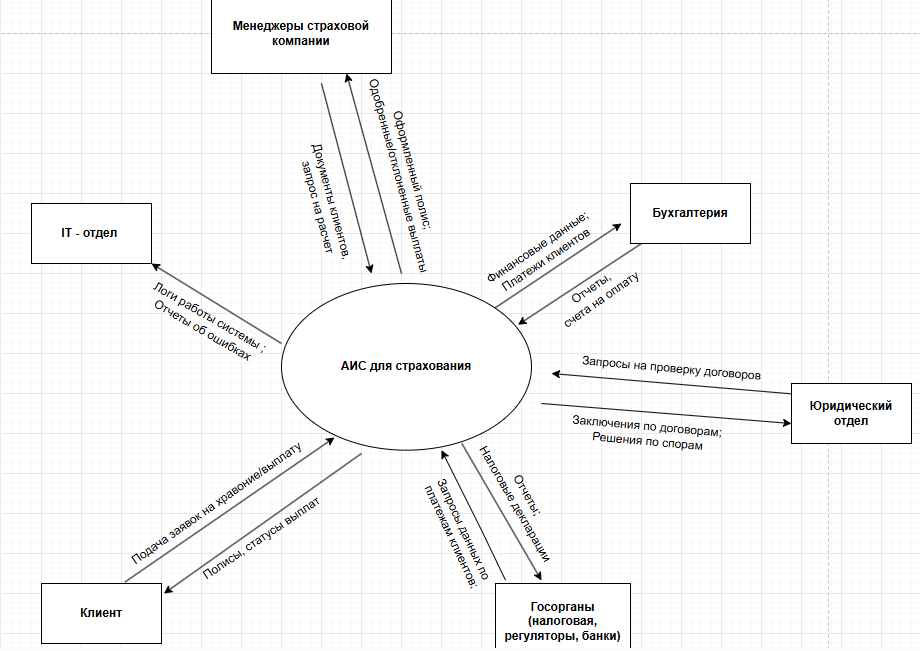 Менеджеры страховой
компании
Документы клиентов,
запрос на расчет
Оформленный полис;
Одобренные/отклоненные выплаты
IT - отдел
Логи работы системы ;
Отчеты об ошибках
Бухгалтерия
Финансовые данные;
Платежи клиентов
Отчеты,
счета на оплату
АИС для страхования
Запросы на проверку договоров
Заключения по договорам;
Решения по спорам
Юридический
отдел
Подача заявок на хравоние/выплату
Полисы, статусы выплат
Клиент
Запросы данных по
платежам клиентов;
Отчеты;
Налоговые декларации
Госорганы
(налоговая,
регуляторы, банки)